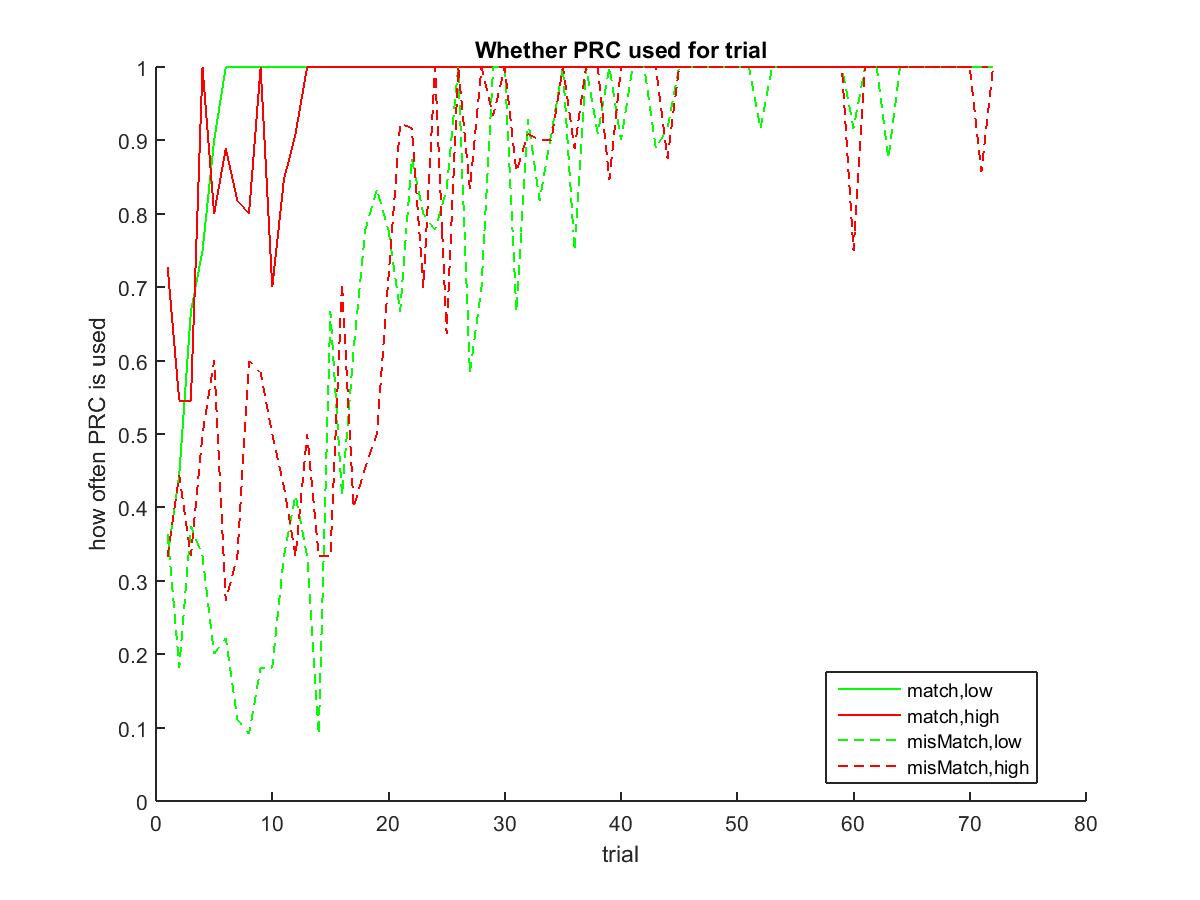 Whether PRC used for trial
how often PRC is used
1
0.9
0.8
0.7
0.6
0.5
0.4
0.3
0.2
0.1
0
match,low
match,high
misMatch,low
misMatch,high
0 10 20 30 40 50 60 70 80
trial